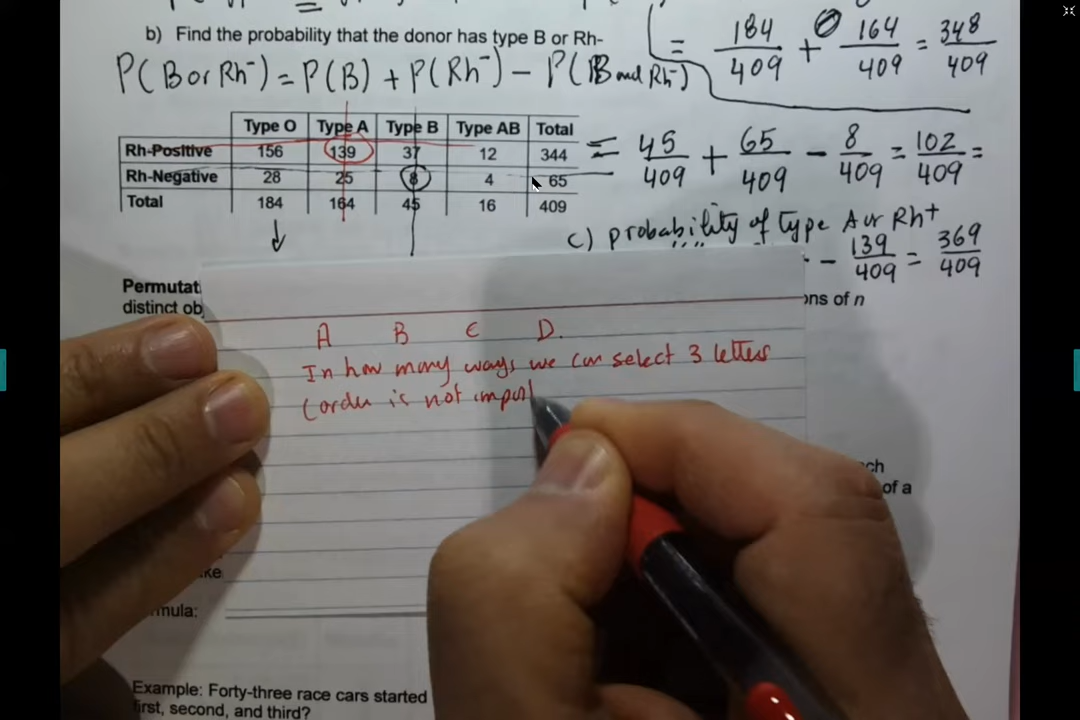 b) Find the probability that the donor has type B or Rh-
P(B or Rh⁻) = P(B) + P(Rh⁻) - P(B and Rh⁻)
= 184/409 + 164/409 = 348/409
Type O Type A Type B Type AB Total
Rh-Positive 156 139 37 12 344
Rh-Negative 28 25 8 4 65
Total 184 164 45 16 409
= 45/409 + 65/409 - 8/409 = 102/409 =
c) probability of type A or Rh⁺
- 139/409 = 369/409
Permutat
distinct ob
ons of n
A B C D.
In how many ways we can select 3 letters
(order is not import
ch
of a
ke
mula:
Example: Forty-three race cars started
first, second, and third?